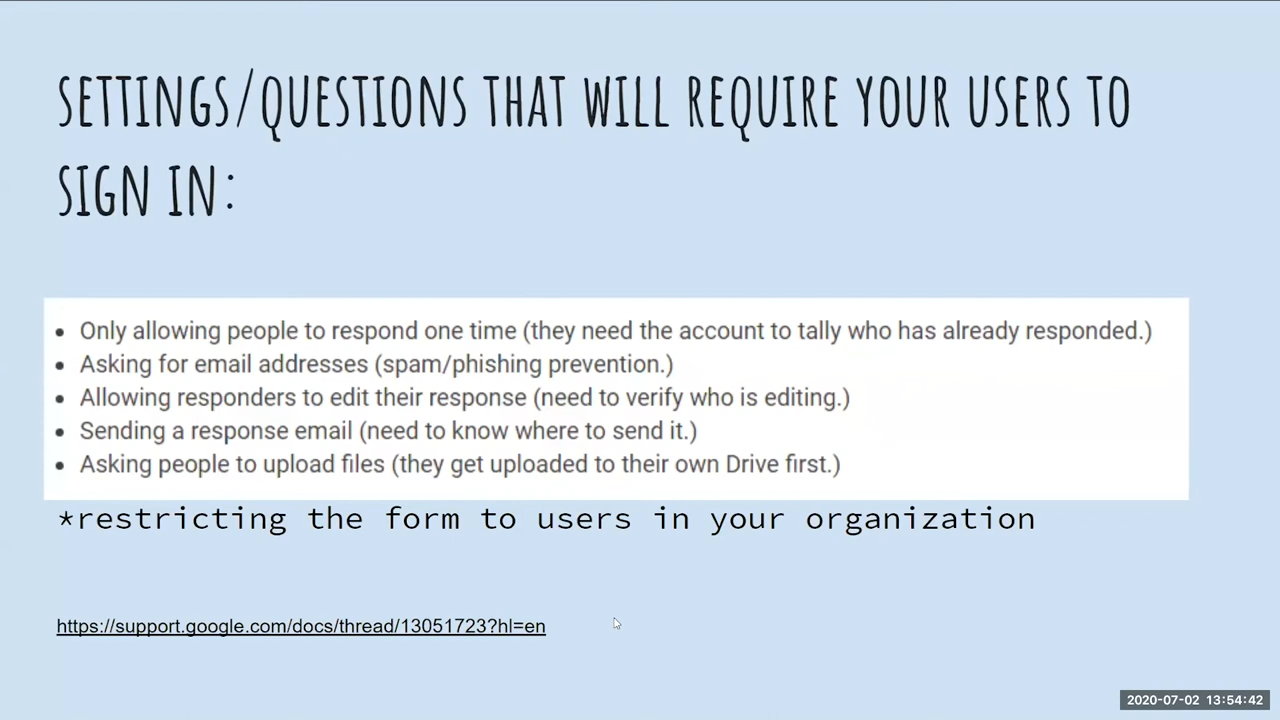 SETTINGS/QUESTIONS THAT WILL REQUIRE YOUR USERS TO
SIGN IN:
• Only allowing people to respond one time (they need the account to tally who has already responded.)
• Asking for email addresses (spam/phishing prevention.)
• Allowing responders to edit their response (need to verify who is editing.)
• Sending a response email (need to know where to send it.)
• Asking people to upload files (they get uploaded to their own Drive first.)
*restricting the form to users in your organization
https://support.google.com/docs/thread/13051723?hl=en
2020-07-02 13:54:42